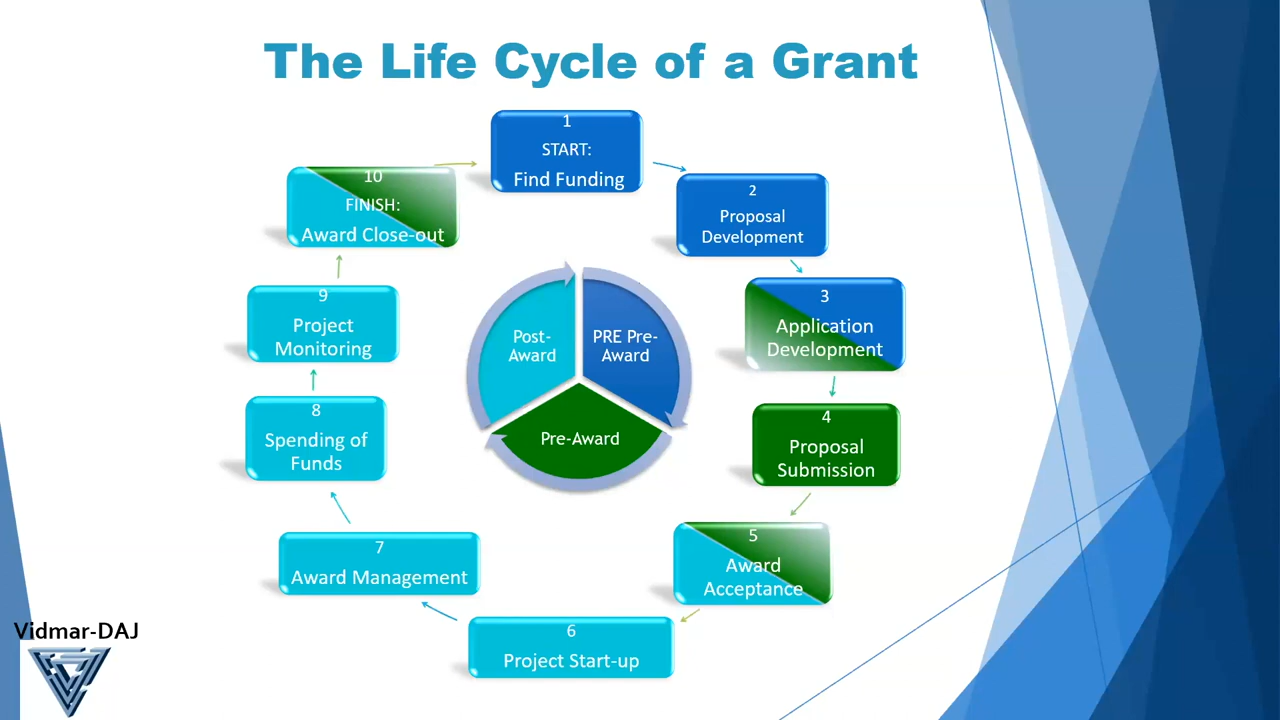 The Life Cycle of a Grant
1
START:
Find Funding
2
Proposal
Development
3
Application
Development
4
Proposal
Submission
5
Award
Acceptance
6
Project Start-up
7
Award Management
8
Spending of
Funds
9
Project
Monitoring
10
FINISH:
Award Close-out
PRE Pre-
Award
Pre-Award
Post-
Award
Vidmar-DAJ